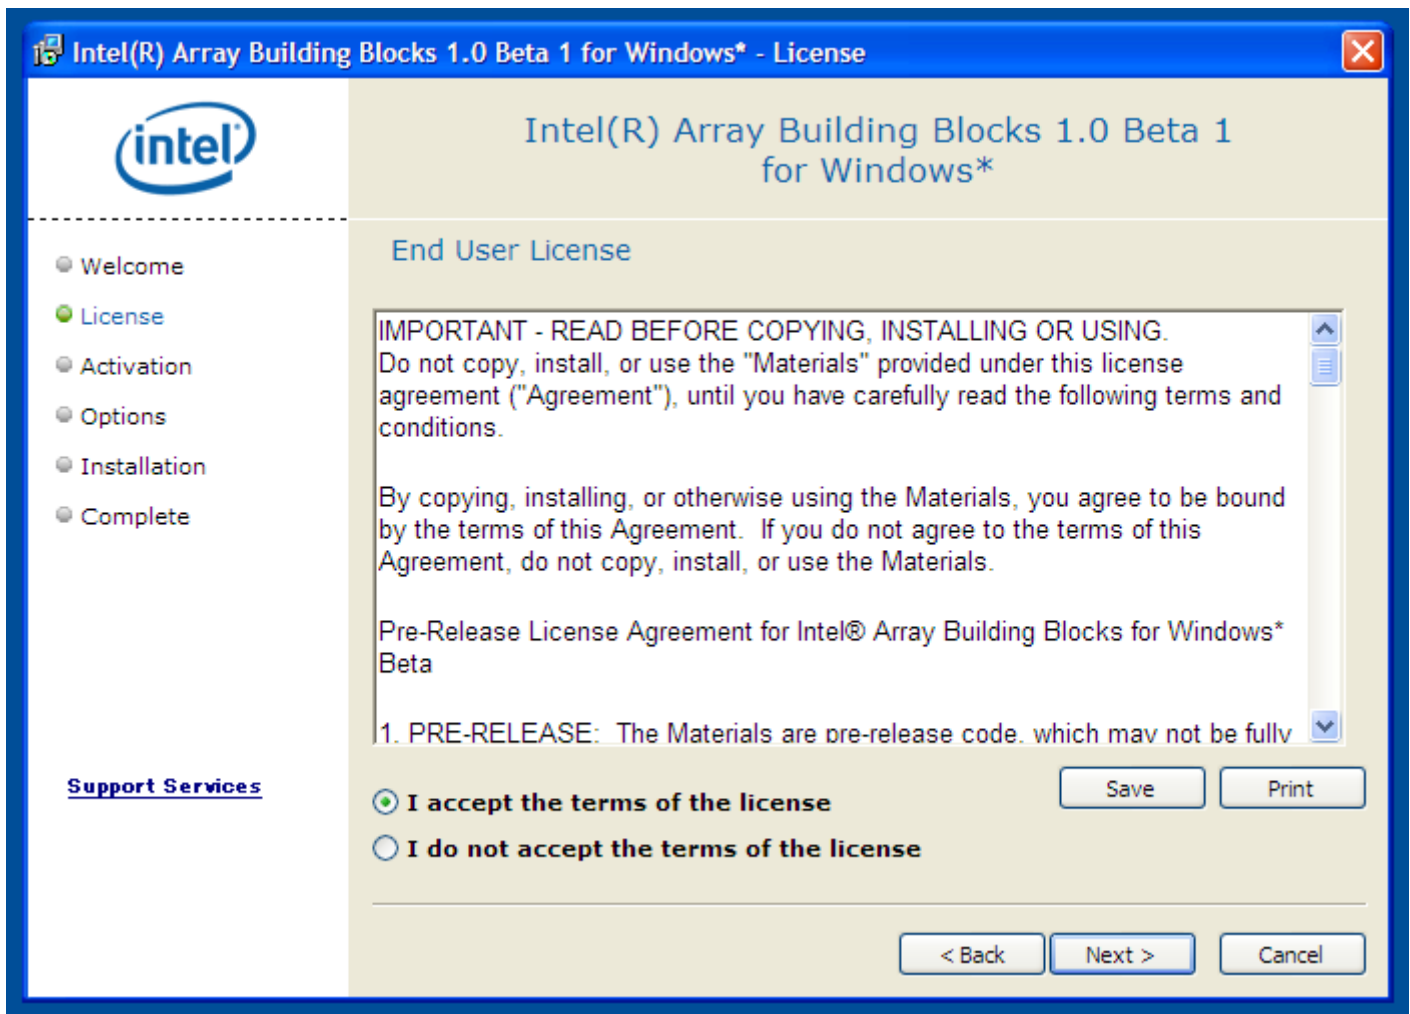 Intel(R) Array Building Blocks 1.0 Beta 1 for Windows* - License
intel
Intel(R) Array Building Blocks 1.0 Beta 1
for Windows*
Welcome
License
Activation
Options
Installation
Complete
Support Services
End User License
IMPORTANT - READ BEFORE COPYING, INSTALLING OR USING.
Do not copy, install, or use the "Materials" provided under this license
agreement ("Agreement"), until you have carefully read the following terms and
conditions.
By copying, installing, or otherwise using the Materials, you agree to be bound
by the terms of this Agreement.  If you do not agree to the terms of this
Agreement, do not copy, install, or use the Materials.
Pre-Release License Agreement for Intel® Array Building Blocks for Windows*
Beta
1. PRE-RELEASE:  The Materials are pre-release code, which may not be fully
Save
Print
I accept the terms of the license
I do not accept the terms of the license
< Back
Next >
Cancel